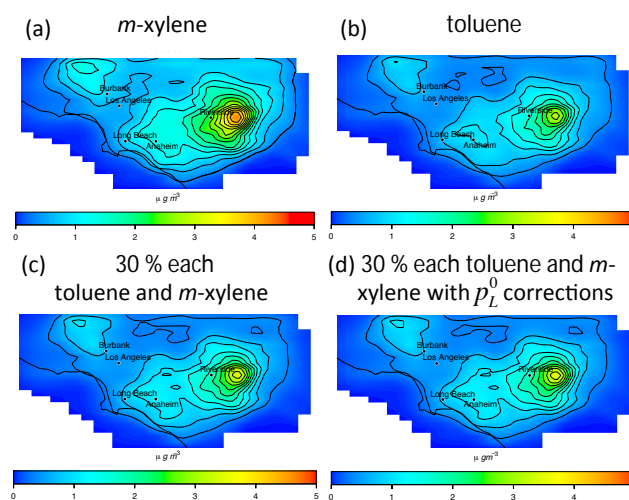 (a) m-xylene
Burbank
Los Angeles
Riverside
Long Beach
Anaheim
μ g m⁻³
0 1 2 3 4 5
(b) toluene
Burbank
Los Angeles
Riverside
Long Beach
Anaheim
μ g m⁻³
0 1 2 3 4
(c) 30 % each
toluene and m-xylene
Burbank
Los Angeles
Riverside
Long Beach
Anaheim
μ g m⁻³
0 1 2 3 4 5
(d) 30 % each toluene and m-
xylene with p_L^0 corrections
Burbank
Los Angeles
Riverside
Long Beach
Anaheim
μ g m⁻³
0 1 2 3 4